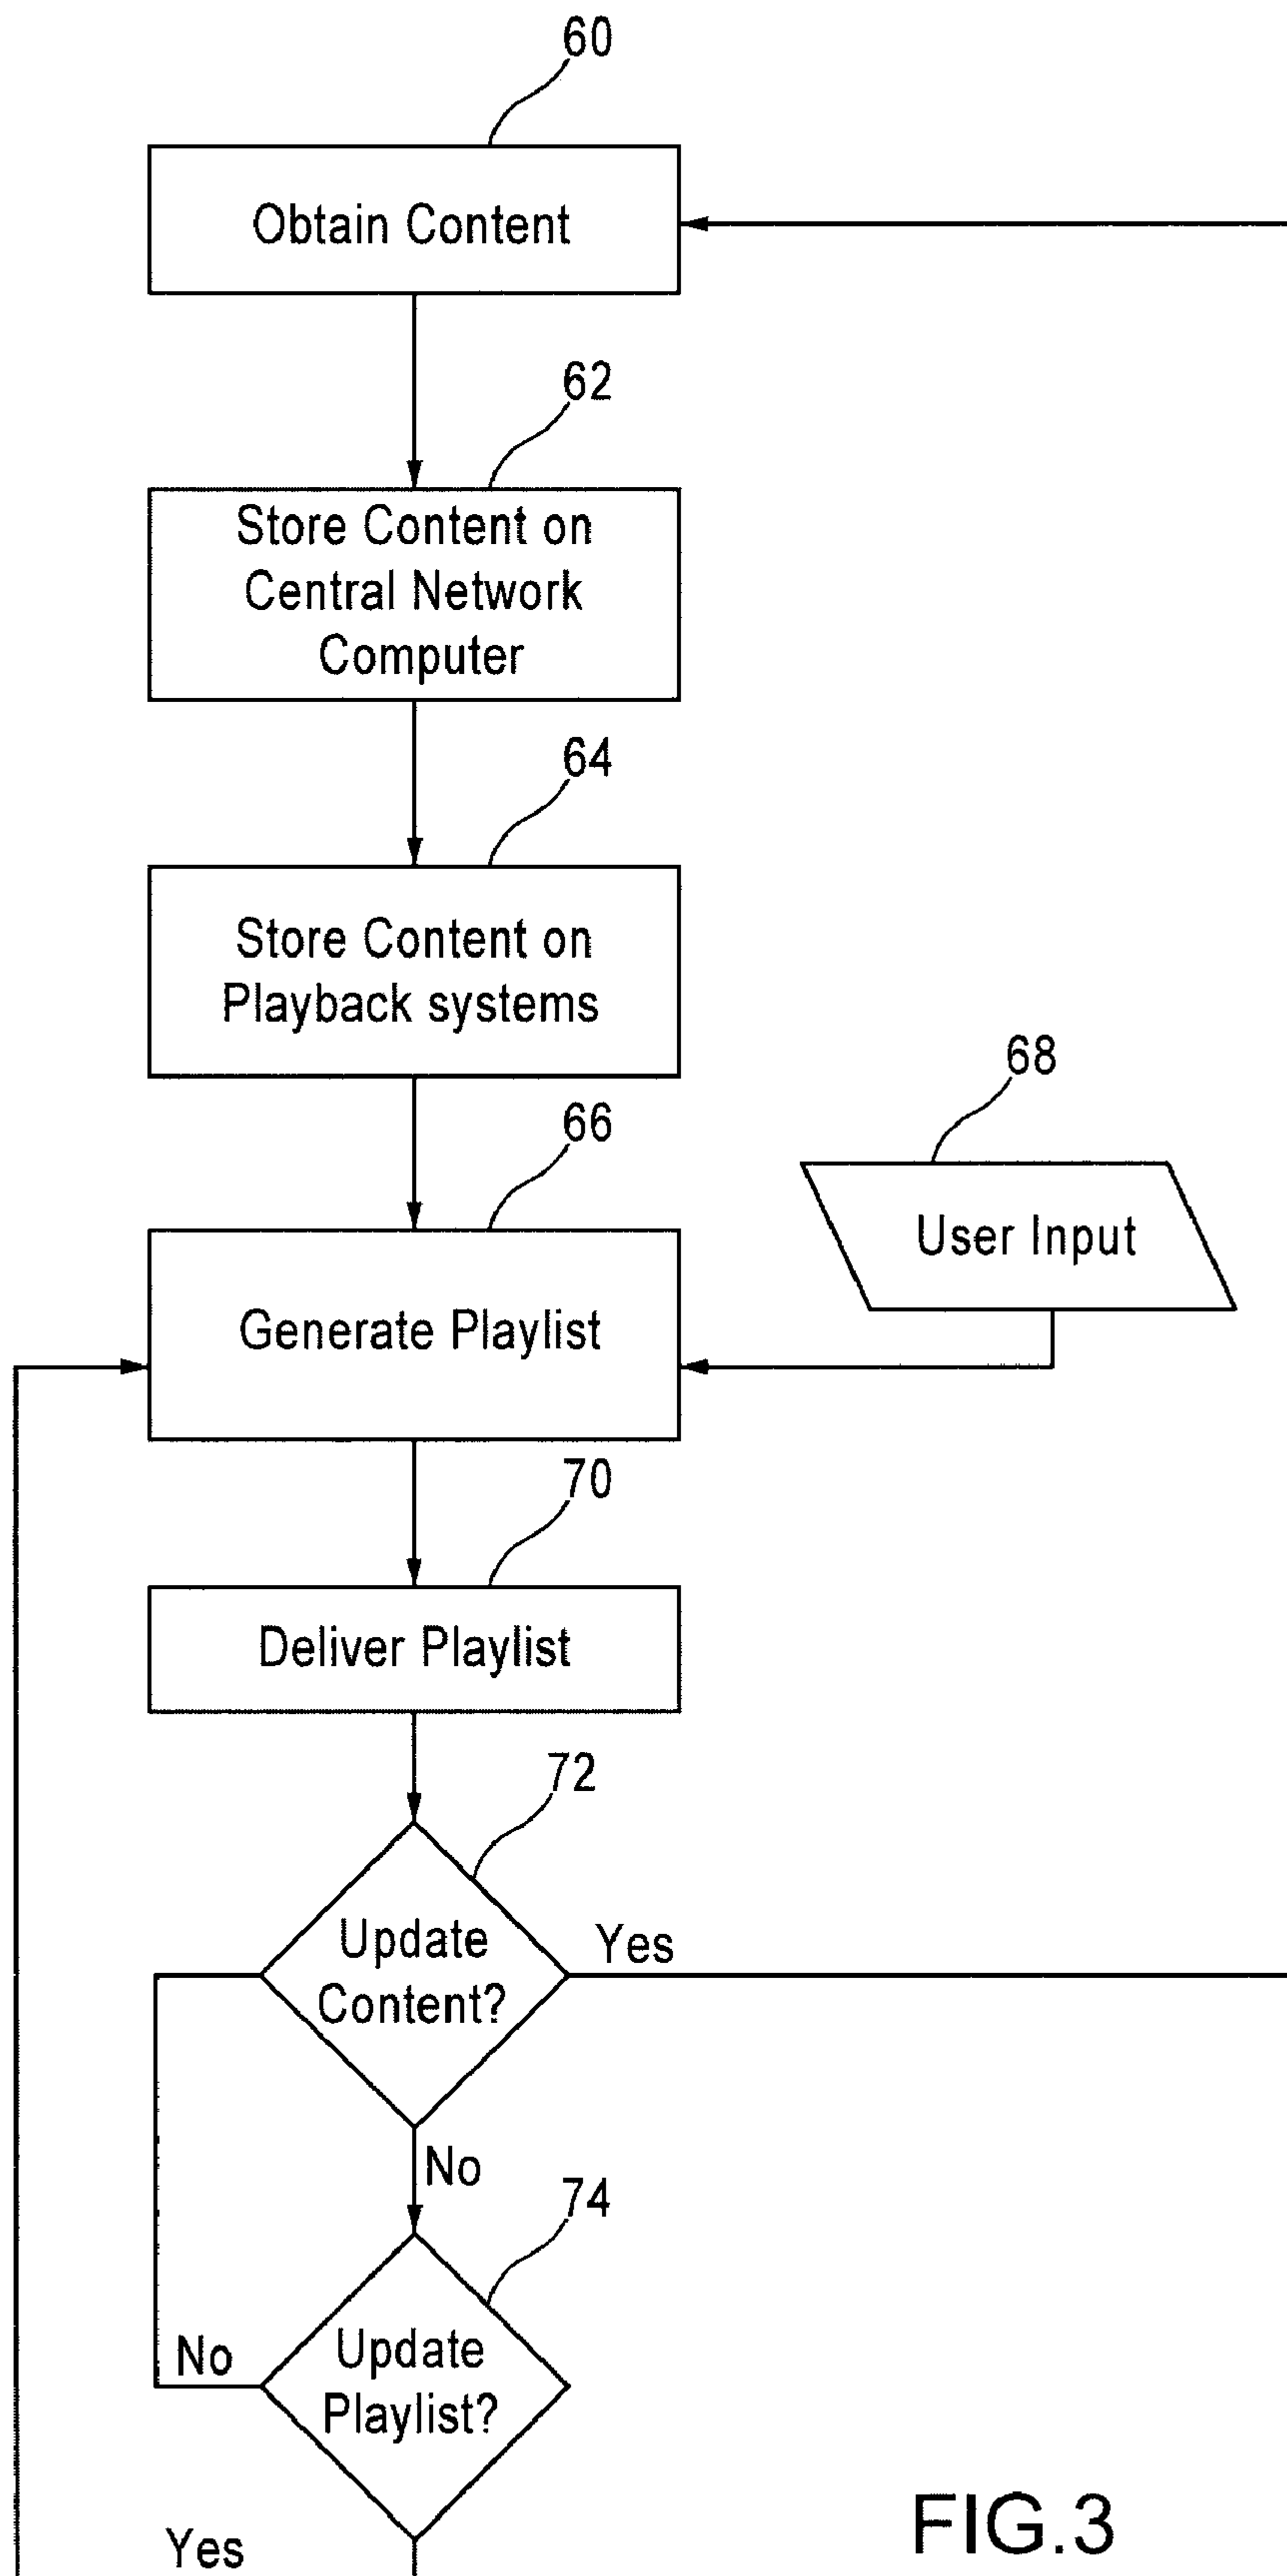 60
Obtain Content
62
Store Content on
Central Network
Computer
64
Store Content on
Playback systems
66
68
User Input
Generate Playlist
70
Deliver Playlist
72
Update
Content?
Yes
No
74
Update
Playlist?
No
Yes
FIG.3